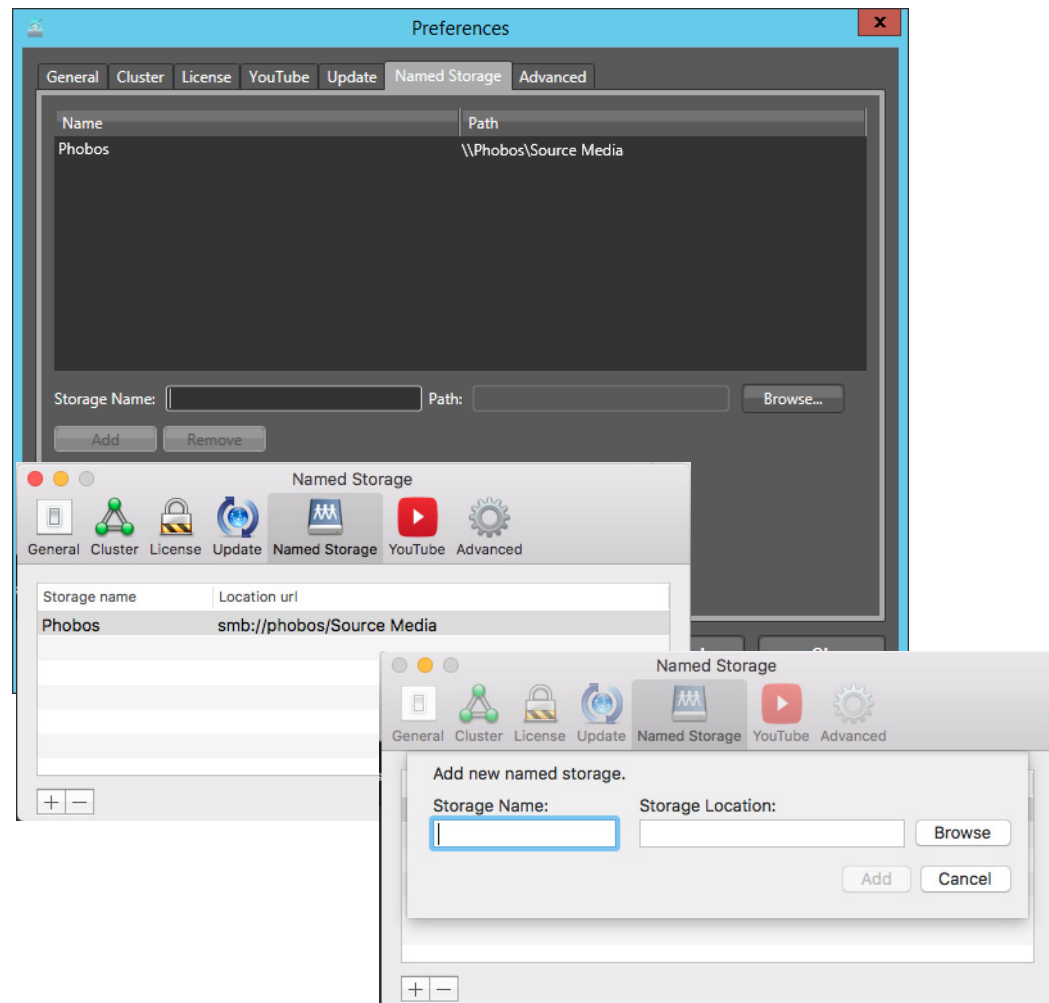 Preferences
x
General Cluster License YouTube Update Named Storage Advanced
Name Path
Phobos \\Phobos\Source Media
Storage Name: Path: Browse...
Add Remove
Named Storage
General Cluster License Update Named Storage YouTube Advanced
Storage name Location url
Phobos smb://phobos/Source Media
+ −
Named Storage
General Cluster License Update Named Storage YouTube Advanced
Add new named storage.
Storage Name: Storage Location:
Browse
Add Cancel
+ −